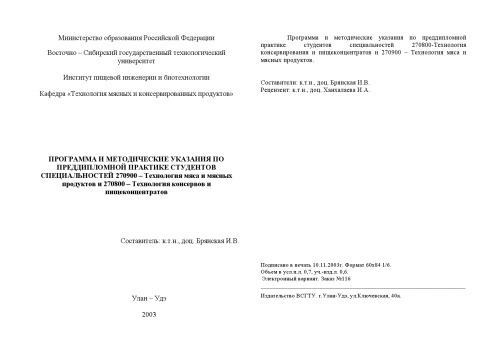 Министерство образования Российской Федерации
Восточно – Сибирский государственный технологический
университет
Институт пищевой инженерии и биотехнологии
Кафедра «Технология мясных и консервированных продуктов»
ПРОГРАММА И МЕТОДИЧЕСКИЕ УКАЗАНИЯ ПО
ПРЕДДИПЛОМНОЙ ПРАКТИКЕ СТУДЕНТОВ
СПЕЦИАЛЬНОСТЕЙ 270900 – Технология мяса и мясных
продуктов и 270800 – Технология консервов и
пищеконцентратов
Составитель: к.т.н., доц. Брянская И.В.
Улан – Удэ
2003
Программа и методические указания по преддипломной
практике студентов специальностей 270800-Технология
консервирования и пищеконцентратов и 270900 – Технология мяса и
мясных продуктов.
Составители: к.т.н., доц. Брянская И.В.
Рецензент: к.т.н., доц. Ханхалаева И.А.
Подписано в печать 10.11.2003г. Формат 60х84 1/6.
Объем в усл.п.л. 0,7, уч.-изд.л. 0,6.
Электронный вариант. Заказ №116
Издательство ВСГТУ. г.Улан-Удэ, ул.Ключевская, 40а.